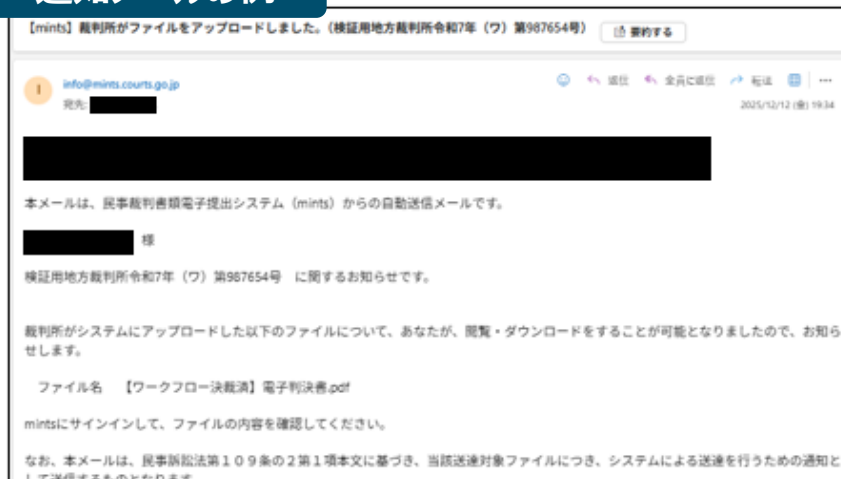 【mints】裁判所がファイルをアップロードしました。(検証用地方裁判所令和7年（ワ）第987654号)
要約する
I
info@mints.courts.go.jp
返信 全員に返信 転送
宛先:
2025/12/12 (金) 19:34
本メールは、民事裁判書類電子提出システム（mints）からの自動送信メールです。
様
検証用地方裁判所令和7年（ワ）第987654号　に関するお知らせです。
裁判所がシステムにアップロードした以下のファイルについて、あなたが、閲覧・ダウンロードをすることが可能となりましたので、お知ら
せします。
ファイル名　【ワークフロー決裁済】電子判決書.pdf
mintsにサインインして、ファイルの内容を確認してください。
なお、本メールは、民事訴訟法第１０９条の２第１項本文に基づき、当該送達対象ファイルにつき、システムによる送達を行うための通知と